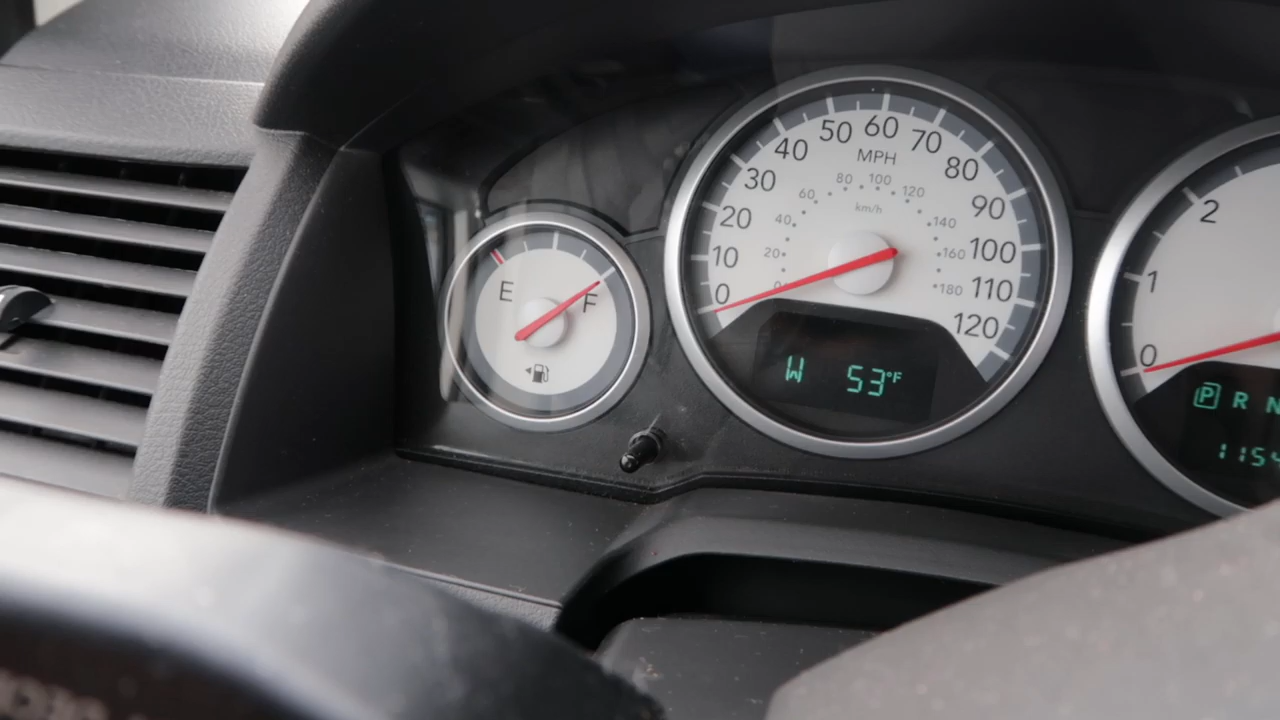 E F
0 10 20 30 40 50 60 70 80 90 100 110 120
MPH
20 40 60 80 100 120 140 160 180
km/h
W 53°F
0 1 2
P R N
1154